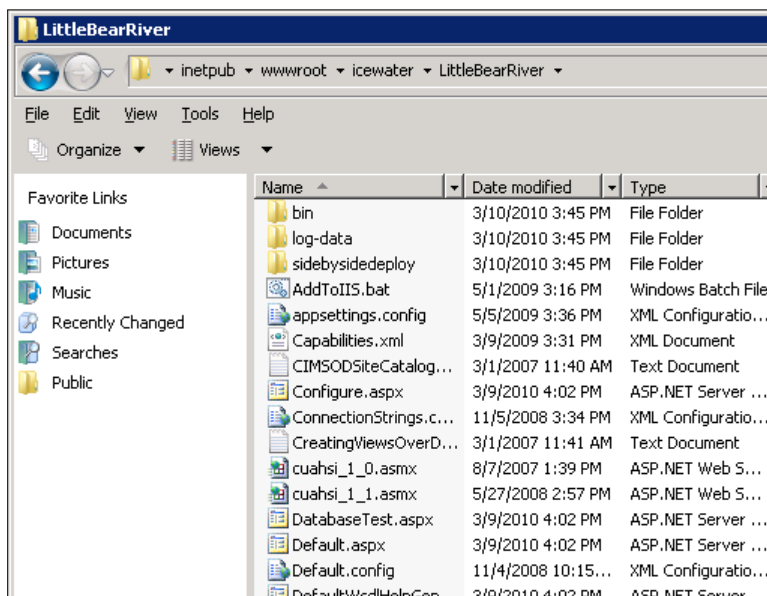 LittleBearRiver
inetpub wwwroot icewater LittleBearRiver
File Edit View Tools Help
Organize Views
Favorite Links
Documents
Pictures
Music
Recently Changed
Searches
Public
Name Date modified Type
bin 3/10/2010 3:45 PM File Folder
log-data 3/10/2010 3:45 PM File Folder
sidebysidedeploy 3/10/2010 3:45 PM File Folder
AddToIIS.bat 5/1/2009 3:16 PM Windows Batch File
appsettings.config 5/5/2009 3:36 PM XML Configuratio...
Capabilities.xml 3/9/2009 3:31 PM XML Document
CIMSODSiteCatalog... 3/1/2007 11:40 AM Text Document
Configure.aspx 3/9/2010 4:02 PM ASP.NET Server ...
ConnectionStrings.c... 11/5/2008 3:34 PM XML Configuratio...
CreatingViewsOverD... 3/1/2007 11:41 AM Text Document
cuahsi_1_0.asmx 8/7/2007 1:39 PM ASP.NET Web S...
cuahsi_1_1.asmx 5/27/2008 2:57 PM ASP.NET Web S...
DatabaseTest.aspx 3/9/2010 4:02 PM ASP.NET Server ...
Default.aspx 3/9/2010 4:02 PM ASP.NET Server ...
Default.config 11/4/2008 10:15... XML Configuratio...
3/9/2010 4:02 PM ASP.NET Server ...